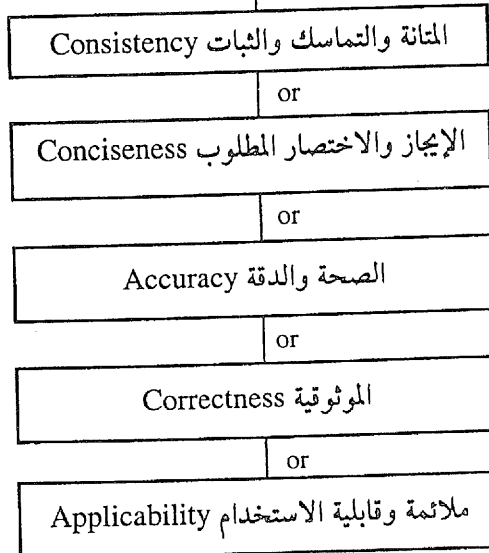 المتانة والتماسك والثبات Consistency
or
الإيجاز والاختصار المطلوب Conciseness
or
الصحة والدقة Accuracy
or
الموثوقية Correctness
or
ملائمة وقابلية الاستخدام Applicability